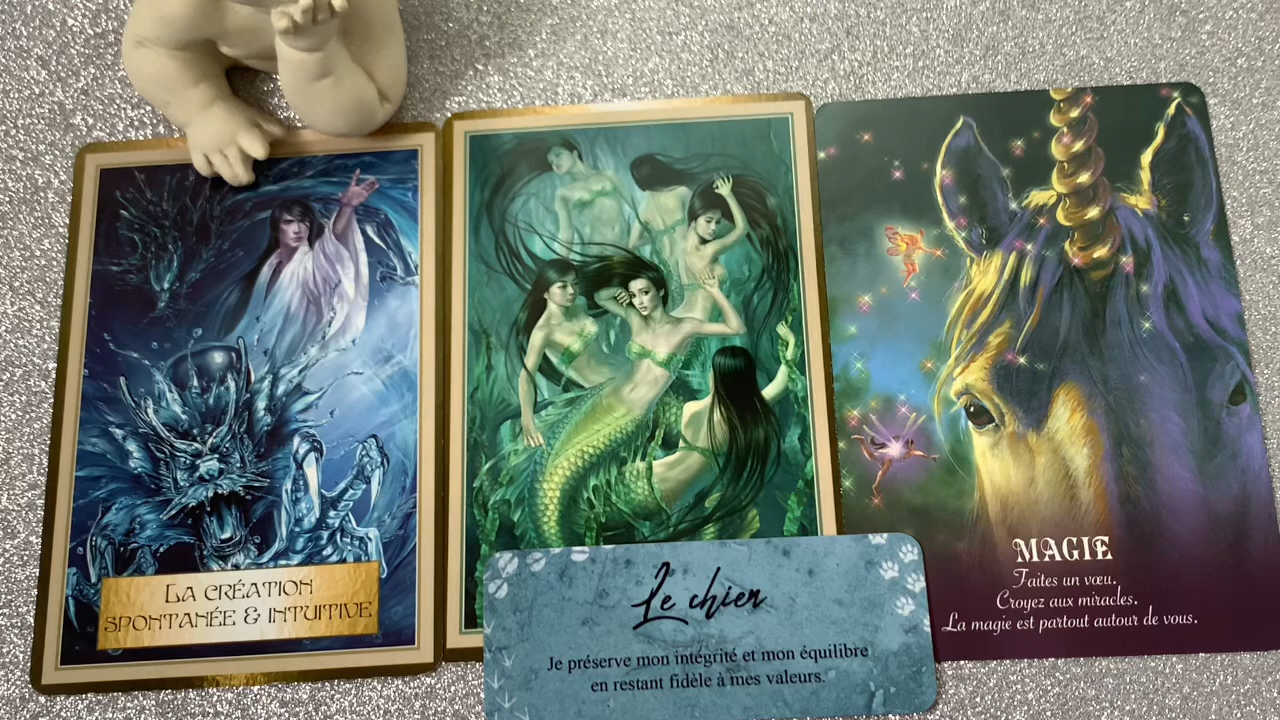 La création
spontanée & intuitive
Le chien
Je préserve mon intégrité et mon équilibre
en restant fidèle à mes valeurs.
MAGIE
Faites un vœu.
Croyez aux miracles.
La magie est partout autour de vous.